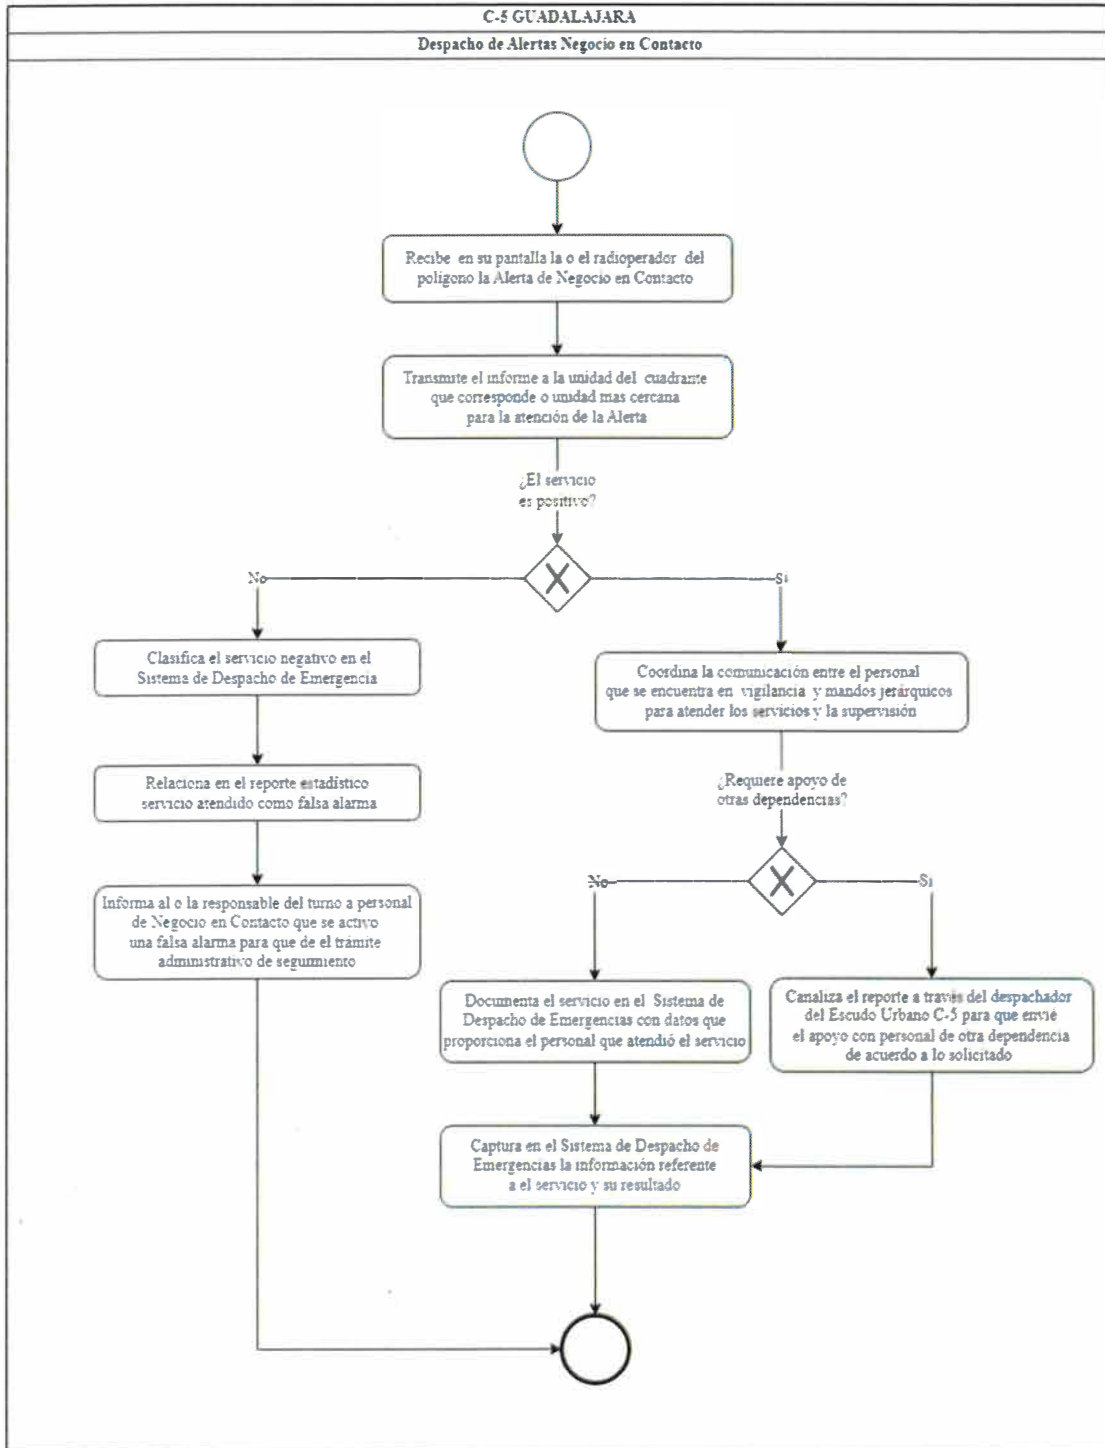 C-5 GUADALAJARA
Despacho de Alertas Negocio en Contacto
Recibe en su pantalla la o el radioperador del
polígono la Alerta de Negocio en Contacto
Transmite el informe a la unidad del cuadrante
que corresponde o unidad mas cercana
para la atención de la Alerta
¿El servicio
es positivo?
No
Si
Clasifica el servicio negativo en el
Sistema de Despacho de Emergencia
Coordina la comunicación entre el personal
que se encuentra en vigilancia y mandos jerárquicos
para atender los servicios y la supervisión
Relaciona en el reporte estadístico
servicio atendido como falsa alarma
¿Requiere apoyo de
otras dependencias?
No
Si
Informa al o la responsable del turno a personal
de Negocio en Contacto que se activo
una falsa alarma para que de el trámite
administrativo de seguimiento
Documenta el servicio en el Sistema de
Despacho de Emergencias con datos que
proporciona el personal que atendió el servicio
Canaliza el reporte a través del despachador
del Escudo Urbano C-5 para que envié
el apoyo con personal de otra dependencia
de acuerdo a lo solicitado
Captura en el Sistema de Despacho de
Emergencias la información referente
a el servicio y su resultado